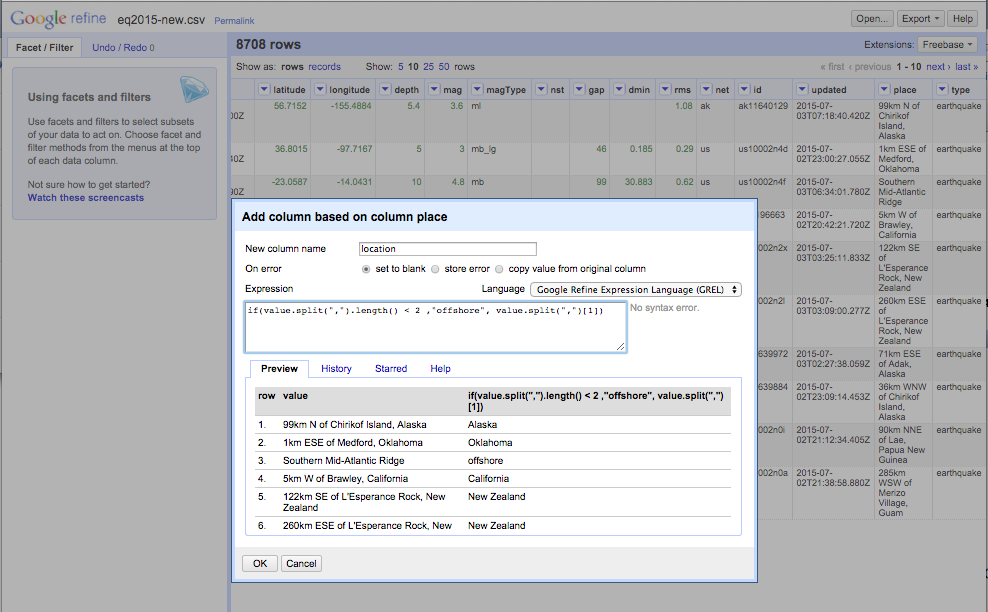 Google refine eq2015-new.csv Permalink
Open... Export Help
Facet / Filter Undo / Redo 0
8708 rows
Extensions: Freebase
Show as: rows records Show: 5 10 25 50 rows
« first ‹ previous 1 - 10 next › last »
Using facets and filters
Use facets and filters to select subsets
of your data to act on. Choose facet and
filter methods from the menus at the top
of each data column.
Not sure how to get started?
Watch these screencasts
latitude longitude depth mag magType nst gap dmin rms net id updated place type
00Z 56.7152 -155.4884 5.4 3.6 ml 1.08 ak ak11640129 2015-07-03T07:18:40.420Z 99km N of Chirikof Island, Alaska earthquake
40Z 36.8015 -97.7167 5 3 mb_lg 46 0.185 0.29 us us10002n4d 2015-07-02T23:00:27.055Z 1km ESE of Medford, Oklahoma earthquake
90Z -23.0587 -14.0431 10 4.8 mb 99 30.883 0.62 us us10002n4f 2015-07-03T06:34:01.780Z Southern Mid-Atlantic Ridge earthquake
196663 2015-07-02T20:42:21.720Z 5km W of Brawley, California earthquake
002n2x 2015-07-03T03:25:11.833Z 122km SE of L'Esperance Rock, New Zealand earthquake
002n2l 2015-07-03T03:09:00.277Z 260km ESE of L'Esperance Rock, New Zealand earthquake
639972 2015-07-03T02:27:38.059Z 71km ESE of Adak, Alaska earthquake
639884 2015-07-02T23:09:14.453Z 36km WNW of Chirikof Island, Alaska earthquake
002n0i 2015-07-02T21:12:34.405Z 90km NNE of Lae, Papua New Guinea earthquake
002n0a 2015-07-02T21:38:58.880Z 285km WSW of Merizo Village, Guam earthquake
Add column based on column place
New column name location
On error set to blank store error copy value from original column
Expression Language Google Refine Expression Language (GREL)
if(value.split(",").length() < 2 ,"offshore", value.split(",")[1])
No syntax error.
Preview History Starred Help
row value if(value.split(",").length() < 2 ,"offshore", value.split(",")
[1])
1. 99km N of Chirikof Island, Alaska Alaska
2. 1km ESE of Medford, Oklahoma Oklahoma
3. Southern Mid-Atlantic Ridge offshore
4. 5km W of Brawley, California California
5. 122km SE of L'Esperance Rock, New New Zealand
Zealand
6. 260km ESE of L'Esperance Rock, New New Zealand
OK Cancel